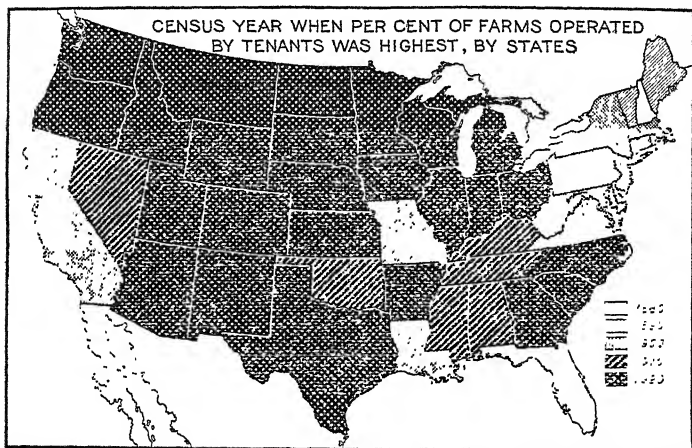 CENSUS YEAR WHEN PER CENT OF FARMS OPERATED
BY TENANTS WAS HIGHEST, BY STATES